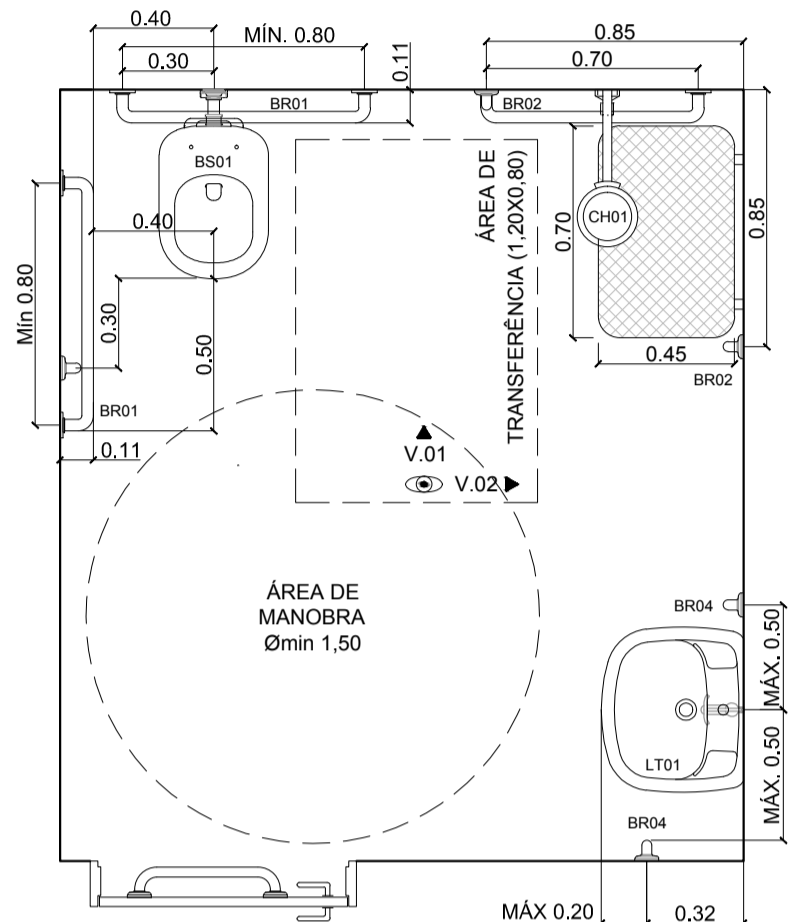 0.40
MÍN. 0.80
0.30
0.11
0.85
0.70
BR01
BR02
BS01
ÁREA DE
TRANSFERÊNCIA (1,20X0,80)
CH01
0.70
0.85
0.40
Mín 0.80
0.30
0.50
0.45
BR02
BR01
0.11
V.01
V.02
ÁREA DE
MANOBRA
Ømin 1,50
BR04
MÁX. 0.50
LT01
MÁX. 0.50
BR04
MÁX 0.20
0.32